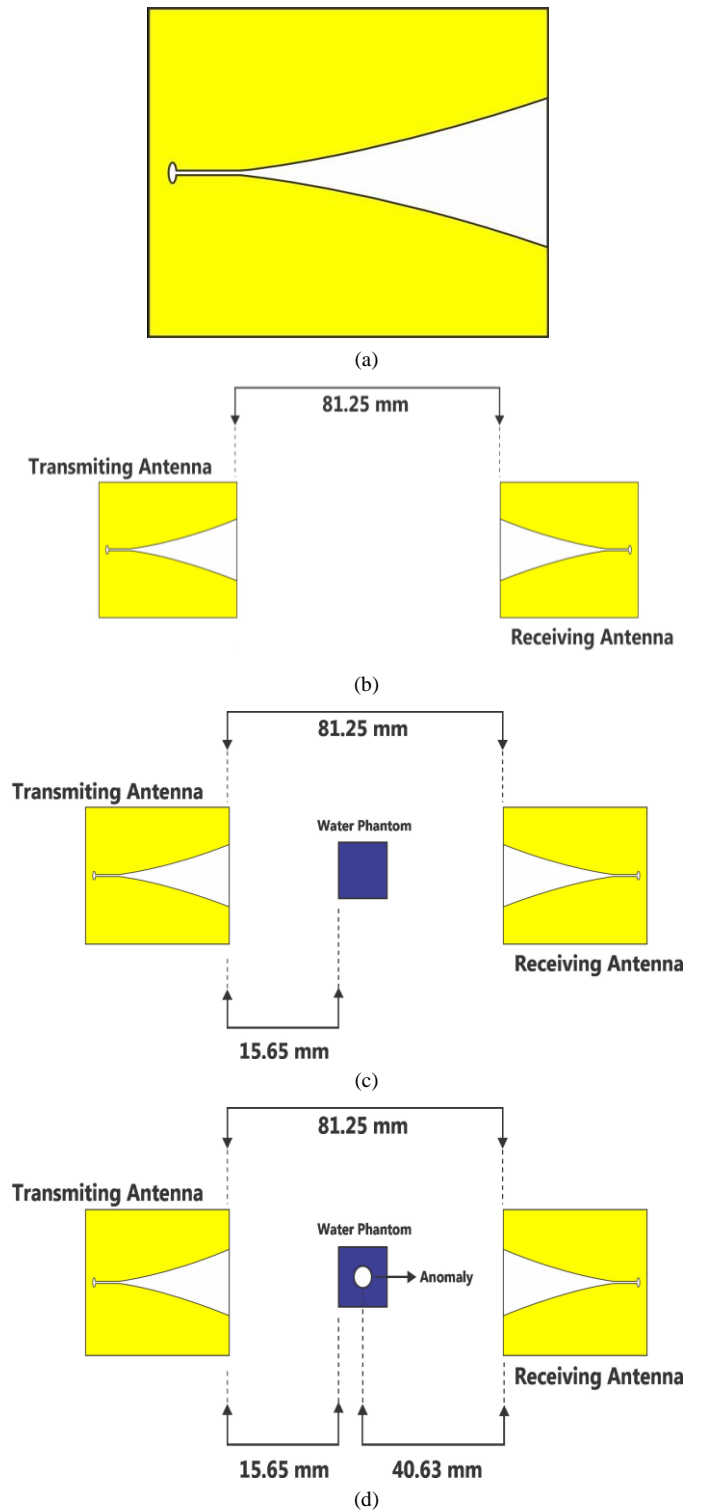 (a)
81.25 mm
Transmiting Antenna
Receiving Antenna
(b)
81.25 mm
Transmiting Antenna
Water Phantom
Receiving Antenna
15.65 mm
(c)
81.25 mm
Transmiting Antenna
Water Phantom
Anomaly
Receiving Antenna
15.65 mm 40.63 mm
(d)